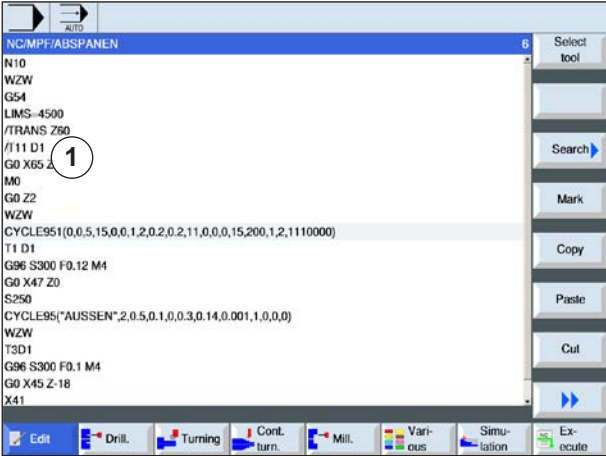 AUTO
NC/MPF/ABSPANEN 6
N10
WZW
G54
LIMS=4500
/TRANS Z60
/T11 D1
G0 X65 Z
M0
G0 Z2
WZW
CYCLE951(0,0,5,15,0,0,1,2,0.2,0.2,11,0,0,0,15,200,1,2,1110000)
T1 D1
G96 S300 F0.12 M4
G0 X47 Z0
S250
CYCLE95("AUSSEN",2,0.5,0.1,0,0.3,0.14,0.001,1,0,0,0)
WZW
T3D1
G96 S300 F0.1 M4
G0 X45 Z-18
X41
1
Select
tool
Search
Mark
Copy
Paste
Cut
Edit
Drill.
Turning
Cont.
turn.
Mill.
Vari-
ous
Simu-
lation
Ex-
ecute